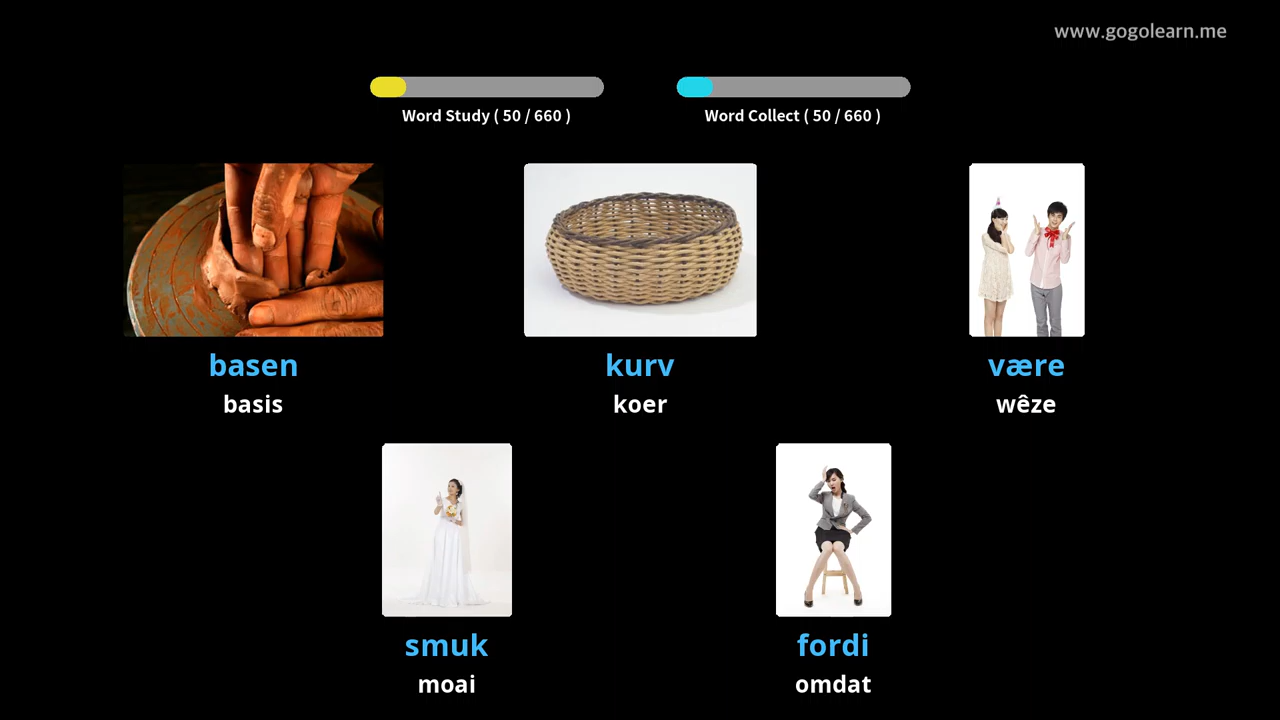 www.gogolearn.me
Word Study ( 50 / 660 )
Word Collect ( 50 / 660 )
basen
basis
kurv
koer
være
wêze
smuk
moai
fordi
omdat